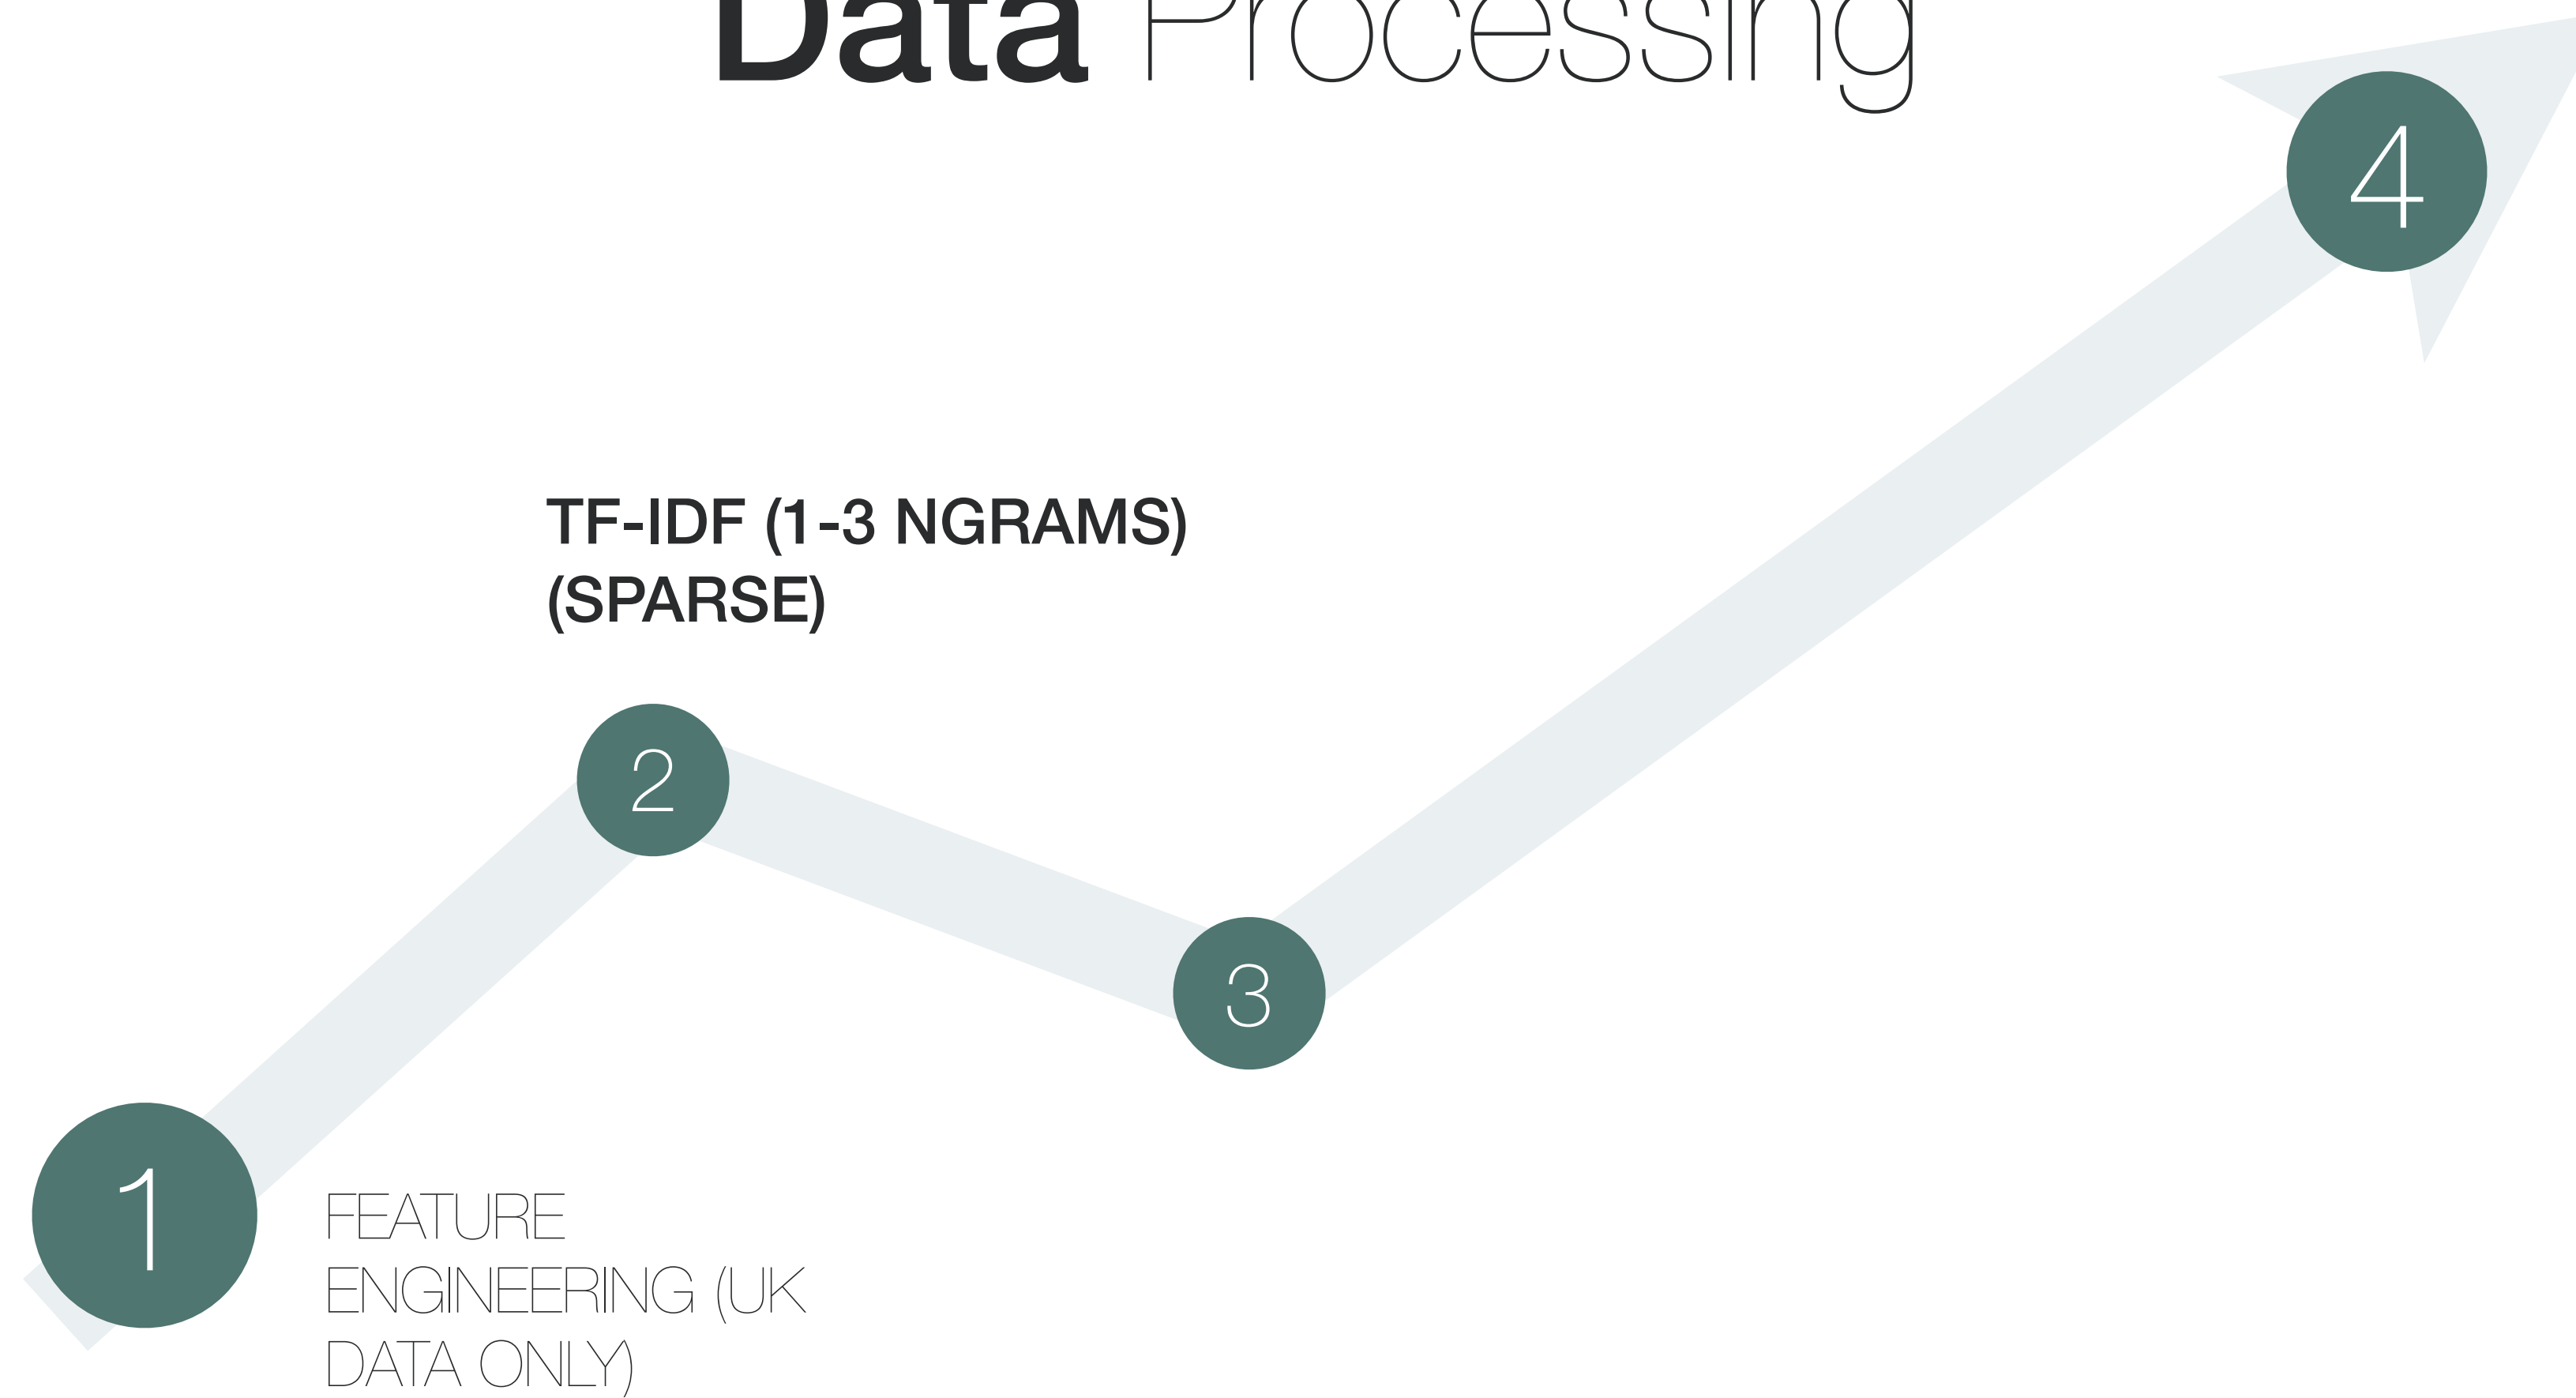 Data Processing
4
TF-IDF (1-3 NGRAMS)
(SPARSE)
2
3
1
FEATURE
ENGINEERING (UK
DATA ONLY)